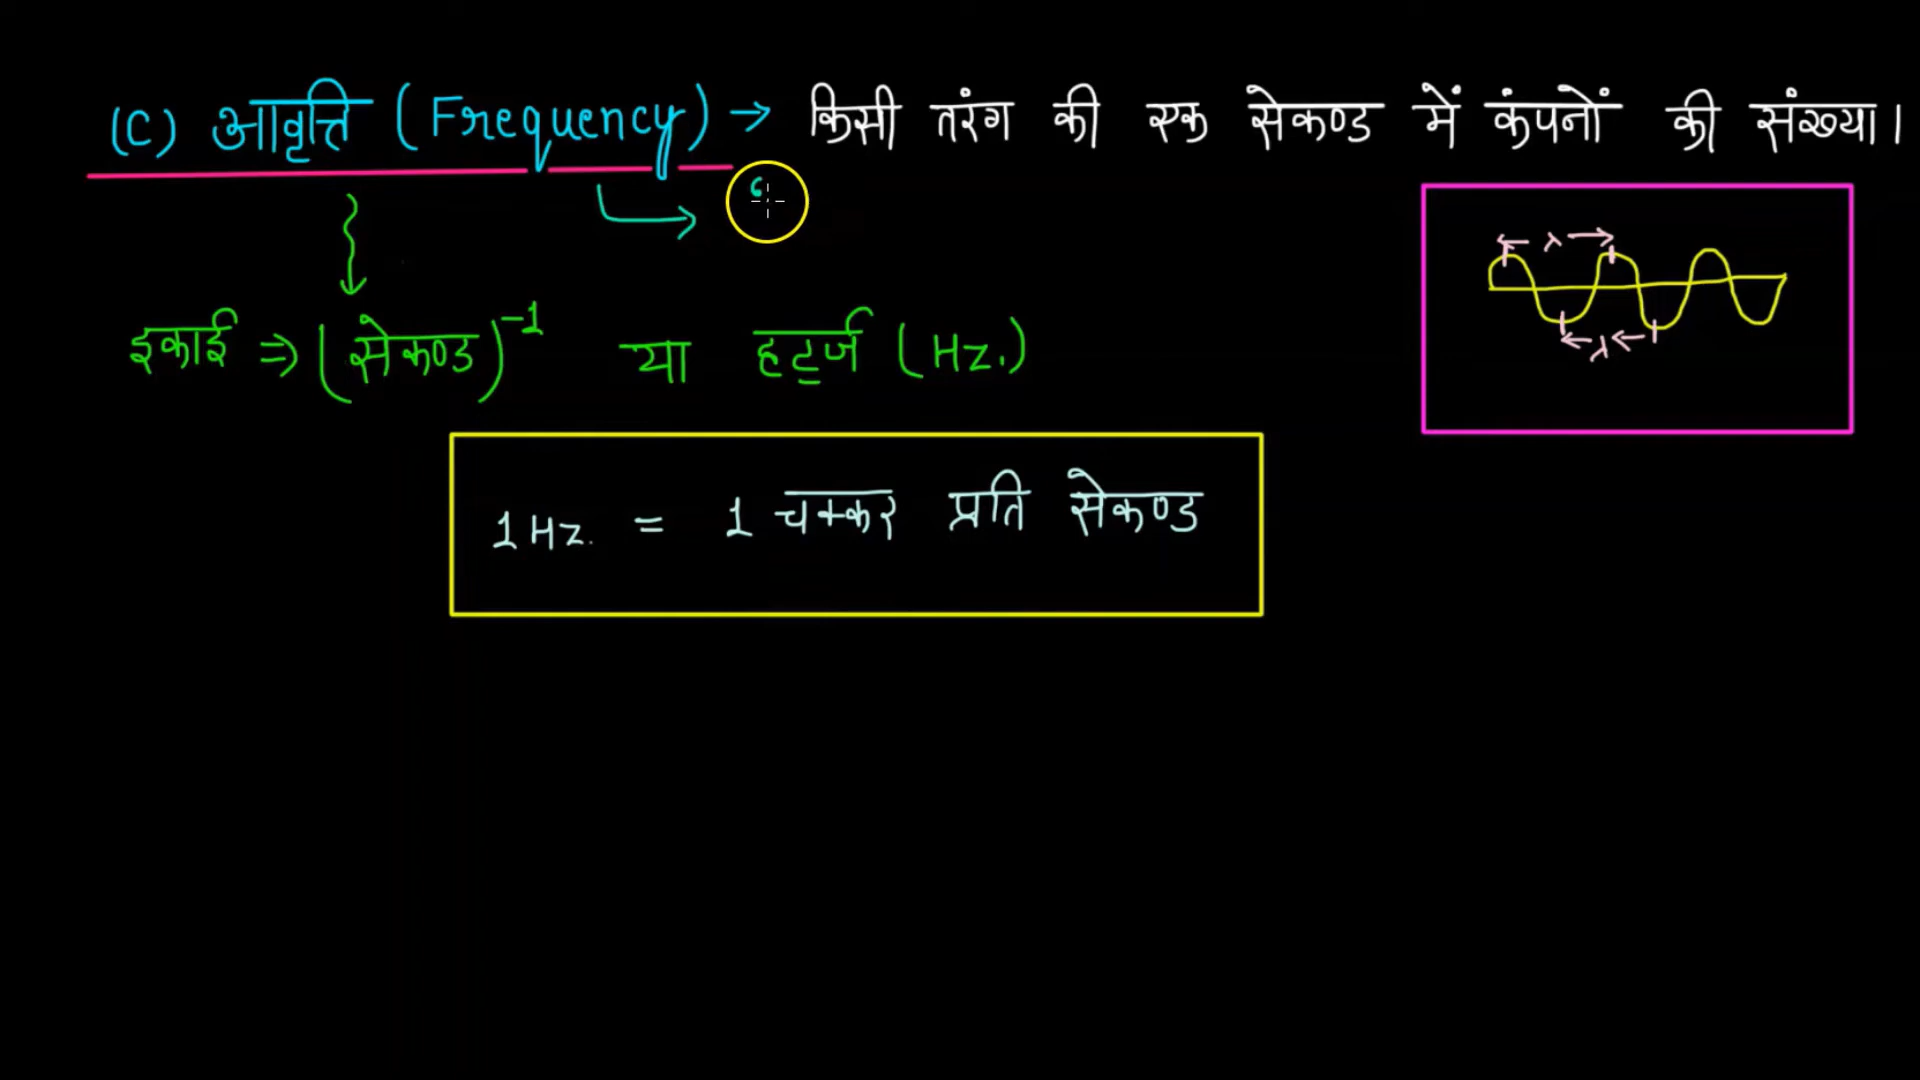 (C) आवृत्ति (Frequency) → किसी तरंग की एक सेकण्ड में कंपनों की संख्या।
λ
λ
इकाई ⇒ (सेकण्ड)⁻¹ या हर्ट्ज (Hz.)
1 Hz. = 1 चक्कर प्रति सेकण्ड